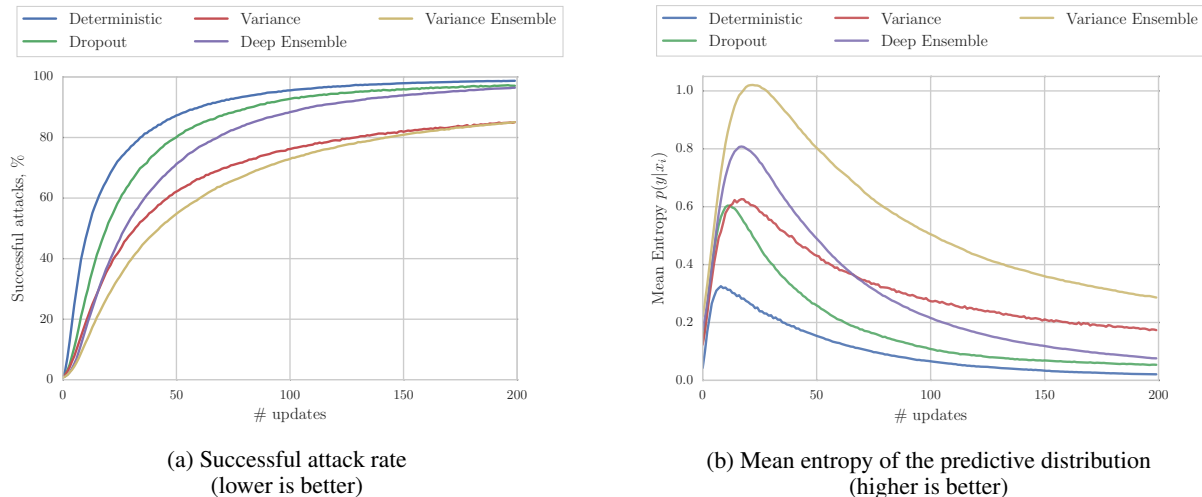 Deterministic Variance Variance Ensemble
Dropout Deep Ensemble
100
80
60
40
20
0
Successful attacks, %
0 50 100 150 200
# updates
(a) Successful attack rate
(lower is better)
Deterministic Variance Variance Ensemble
Dropout Deep Ensemble
1.0
0.8
0.6
0.4
0.2
0.0
Mean Entropy p(y|x_i)
0 50 100 150 200
# updates
(b) Mean entropy of the predictive distribution
(higher is better)